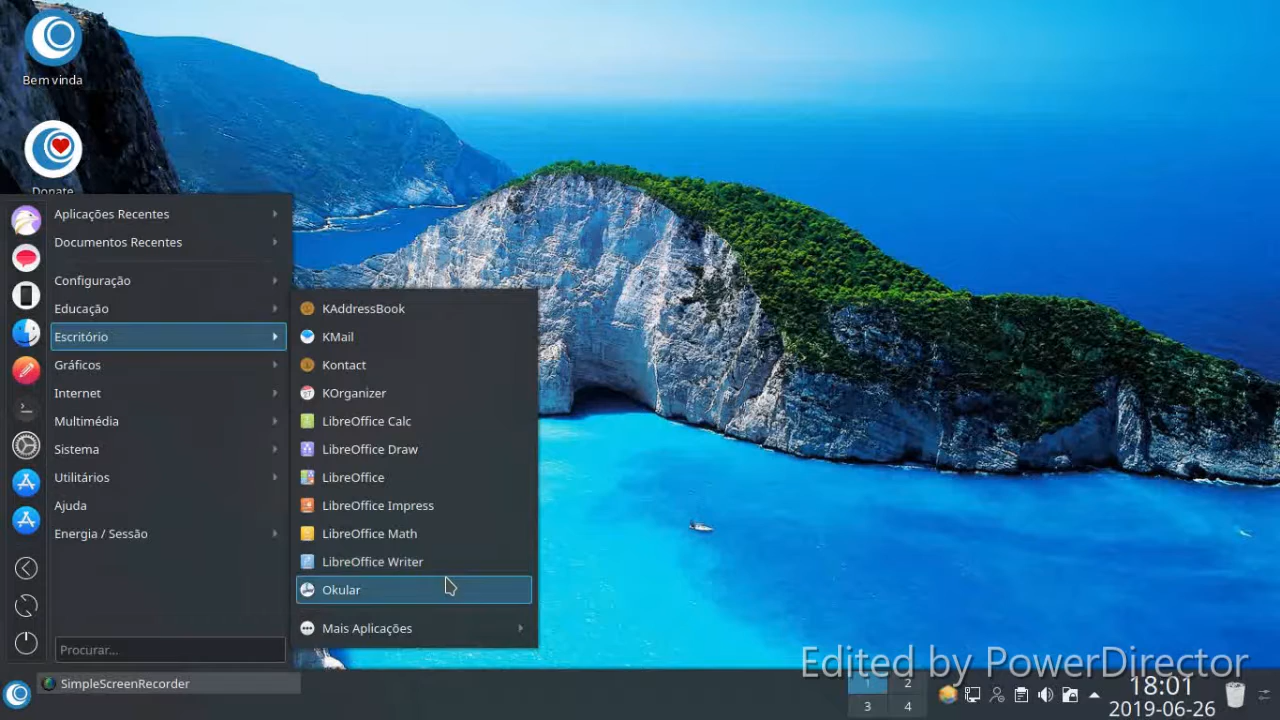 Bem vinda
Donate
Aplicações Recentes
Documentos Recentes
Configuração
Educação
Escritório
Gráficos
Internet
Multimédia
Sistema
Utilitários
Ajuda
Energia / Sessão
Procurar...
KAddressBook
KMail
Kontact
KOrganizer
LibreOffice Calc
LibreOffice Draw
LibreOffice
LibreOffice Impress
LibreOffice Math
LibreOffice Writer
Okular
Mais Aplicações
Edited by PowerDirector
SimpleScreenRecorder
1 2
3 4
18:01
2019-06-26